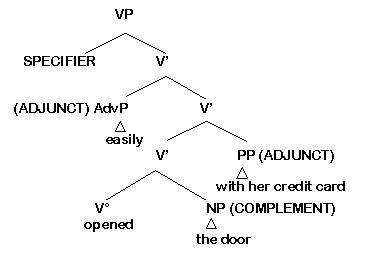 VP
SPECIFIER V'
(ADJUNCT) AdvP V'
easily
V' PP (ADJUNCT)
with her credit card
V° NP (COMPLEMENT)
opened
the door